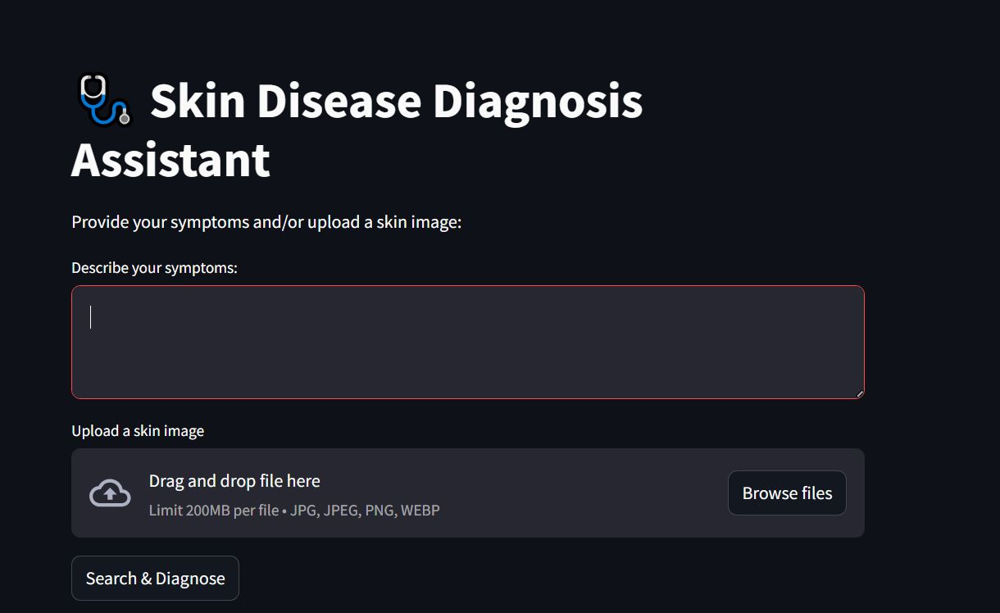 Skin Disease Diagnosis
Assistant
Provide your symptoms and/or upload a skin image:
Describe your symptoms:
Upload a skin image
Drag and drop file here
Limit 200MB per file • JPG, JPEG, PNG, WEBP
Browse files
Search & Diagnose